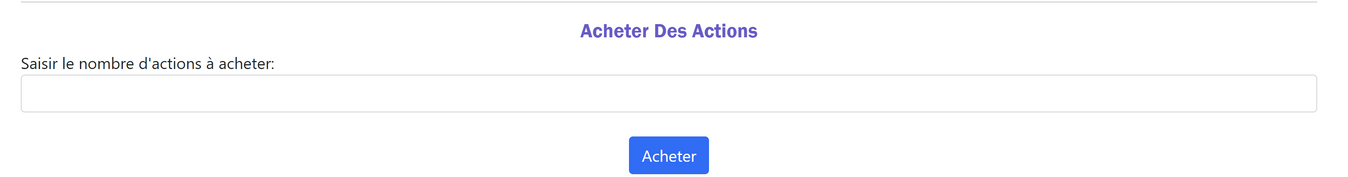 Acheter Des Actions
Saisir le nombre d'actions à acheter:
Acheter